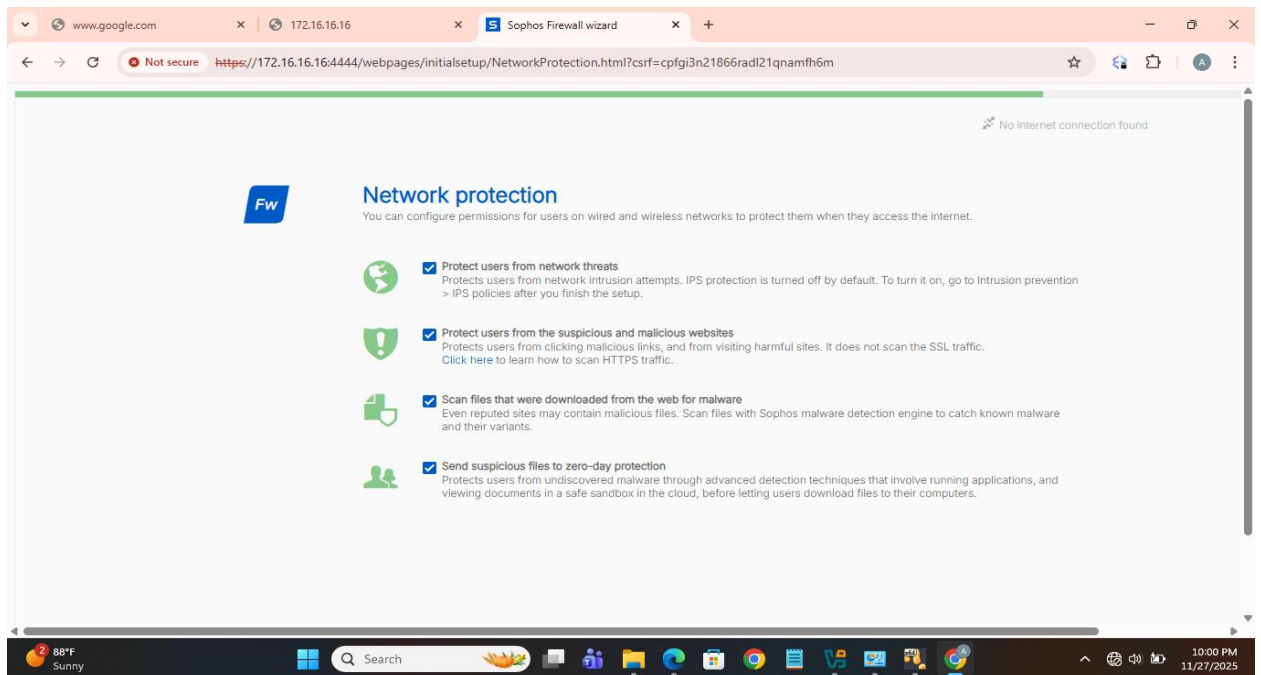 www.google.com
172.16.16.16
Sophos Firewall wizard
Not secure https://172.16.16.16:4444/webpages/initialsetup/NetworkProtection.html?csrf=cpfgi3n21866radl21qnamfh6m
A
No internet connection found
Fw
Network protection
You can configure permissions for users on wired and wireless networks to protect them when they access the internet.
Protect users from network threats
Protects users from network intrusion attempts. IPS protection is turned off by default. To turn it on, go to Intrusion prevention
> IPS policies after you finish the setup.
Protect users from the suspicious and malicious websites
Protects users from clicking malicious links, and from visiting harmful sites. It does not scan the SSL traffic.
Click here to learn how to scan HTTPS traffic.
Scan files that were downloaded from the web for malware
Even reputed sites may contain malicious files. Scan files with Sophos malware detection engine to catch known malware
and their variants.
Send suspicious files to zero-day protection
Protects users from undiscovered malware through advanced detection techniques that involve running applications, and
viewing documents in a safe sandbox in the cloud, before letting users download files to their computers.
2
88°F
Sunny
Search
A
10:00 PM
11/27/2025